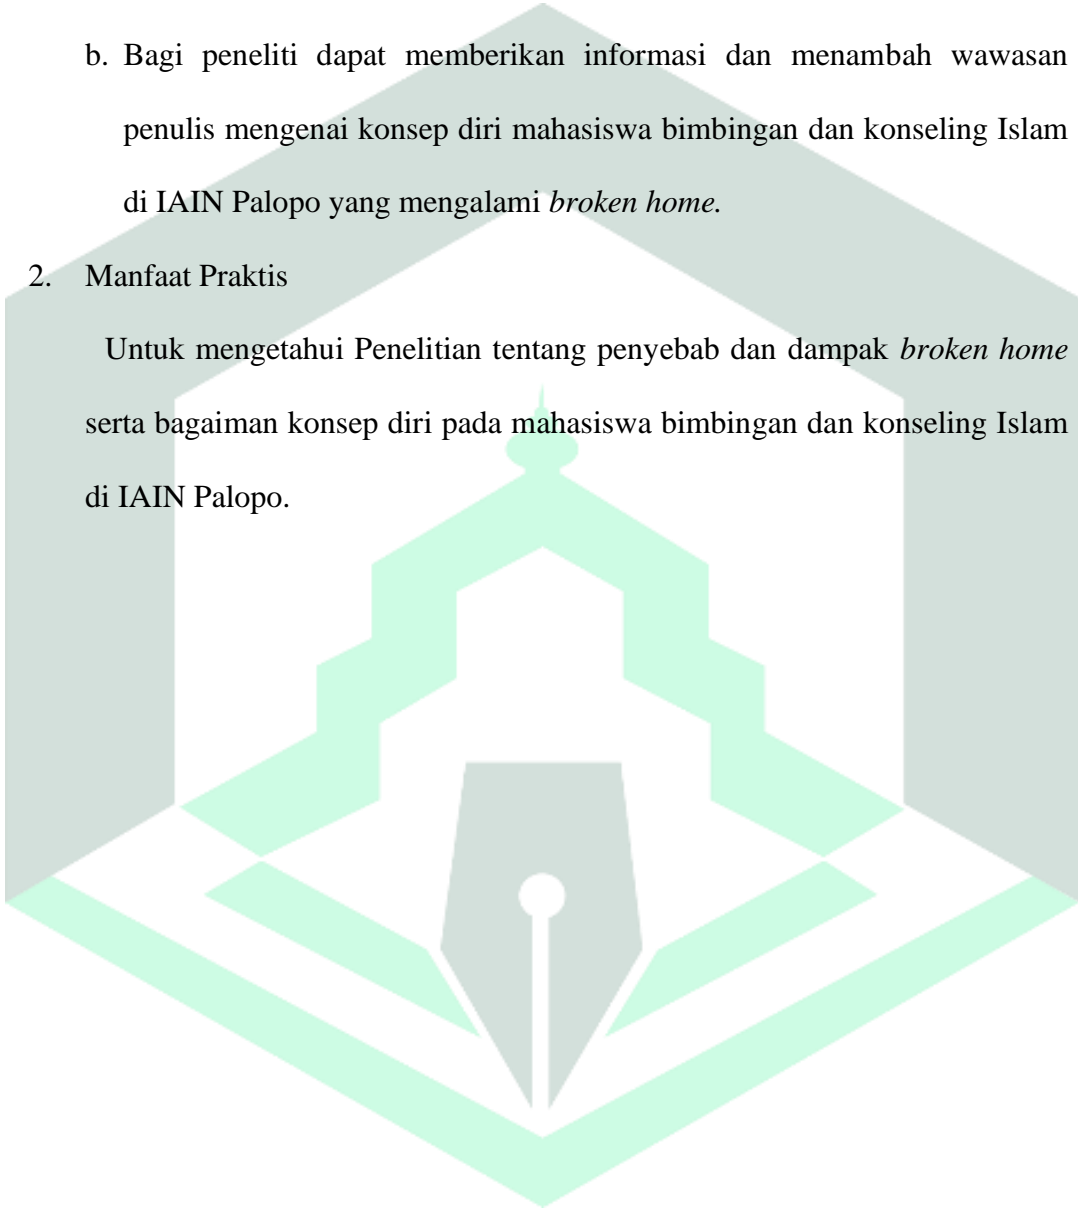 b. Bagi peneliti dapat memberikan informasi dan menambah wawasan
penulis mengenai konsep diri mahasiswa bimbingan dan konseling Islam
di IAIN Palopo yang mengalami broken home.
2. Manfaat Praktis
Untuk mengetahui Penelitian tentang penyebab dan dampak broken home
serta bagaiman konsep diri pada mahasiswa bimbingan dan konseling Islam
di IAIN Palopo.